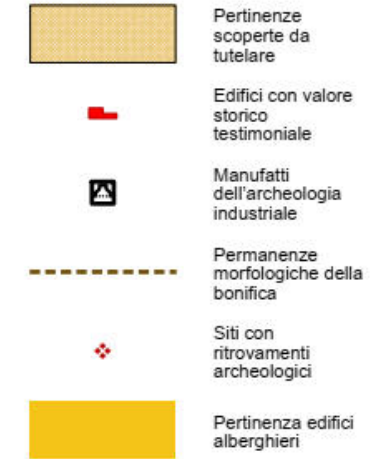 Pertinenze
scoperte da
tutelare
Edifici con valore
storico
testimoniale
Manufatti
dell'archeologia
industriale
Permanenze
morfologiche della
bonifica
Siti con
ritrovamenti
archeologici
Pertinenza edifici
alberghieri